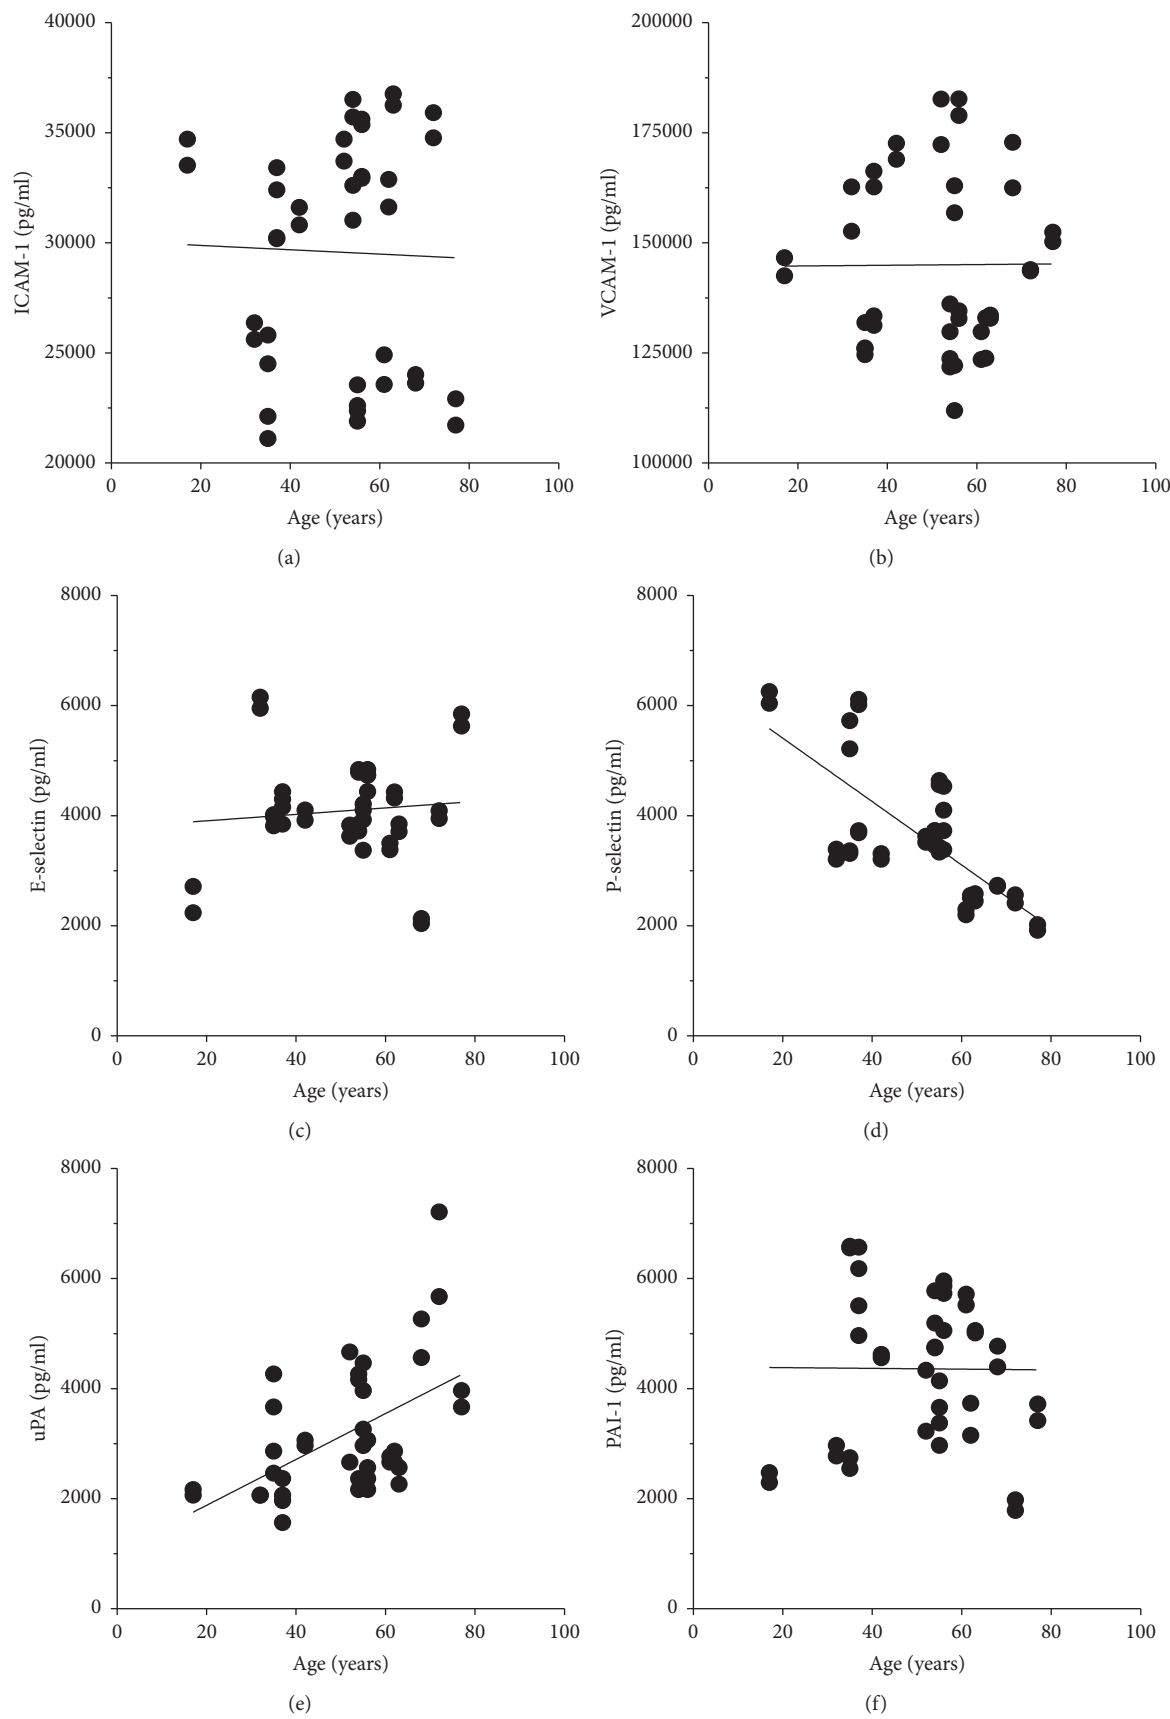 40000
35000
30000
25000
20000
ICAM-1 (pg/ml)
0 20 40 60 80 100
Age (years)
(a)
200000
175000
150000
125000
100000
VCAM-1 (pg/ml)
0 20 40 60 80 100
Age (years)
(b)
8000
6000
4000
2000
0
E-selectin (pg/ml)
0 20 40 60 80 100
Age (years)
(c)
8000
6000
4000
2000
0
P-selectin (pg/ml)
0 20 40 60 80 100
Age (years)
(d)
8000
6000
4000
2000
0
uPA (pg/ml)
0 20 40 60 80 100
Age (years)
(e)
8000
6000
4000
2000
0
PAI-1 (pg/ml)
0 20 40 60 80 100
Age (years)
(f)